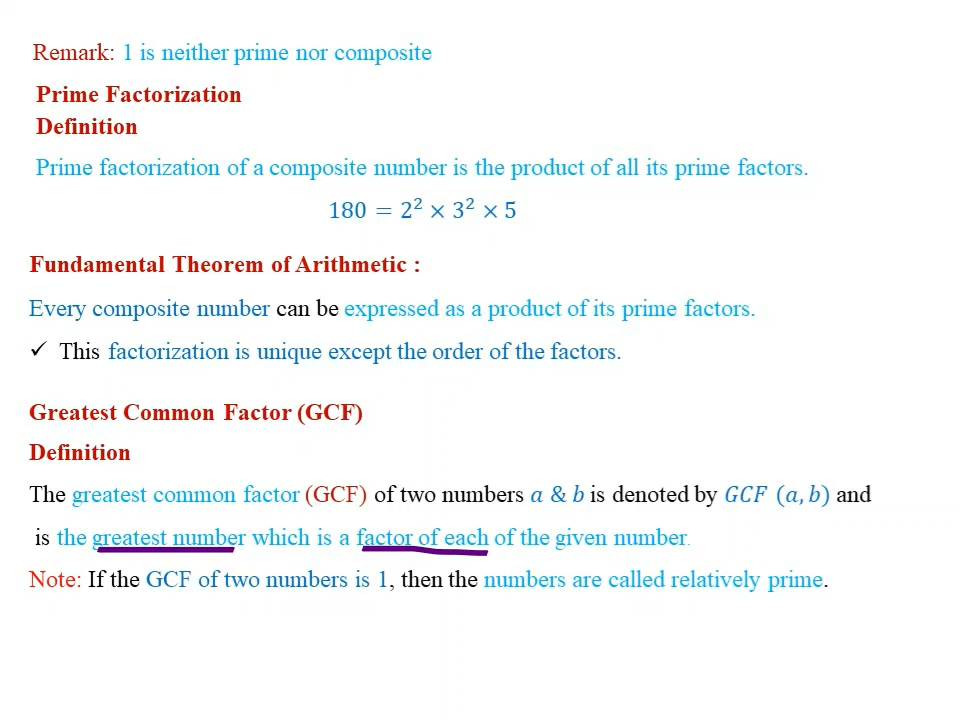 Remark: 1 is neither prime nor composite
Prime Factorization
Definition
Prime factorization of a composite number is the product of all its prime factors.
180 = 2² × 3² × 5
Fundamental Theorem of Arithmetic :
Every composite number can be expressed as a product of its prime factors.
✓ This factorization is unique except the order of the factors.
Greatest Common Factor (GCF)
Definition
The greatest common factor (GCF) of two numbers a & b is denoted by GCF (a, b) and
is the greatest number which is a factor of each of the given number.
Note: If the GCF of two numbers is 1, then the numbers are called relatively prime.